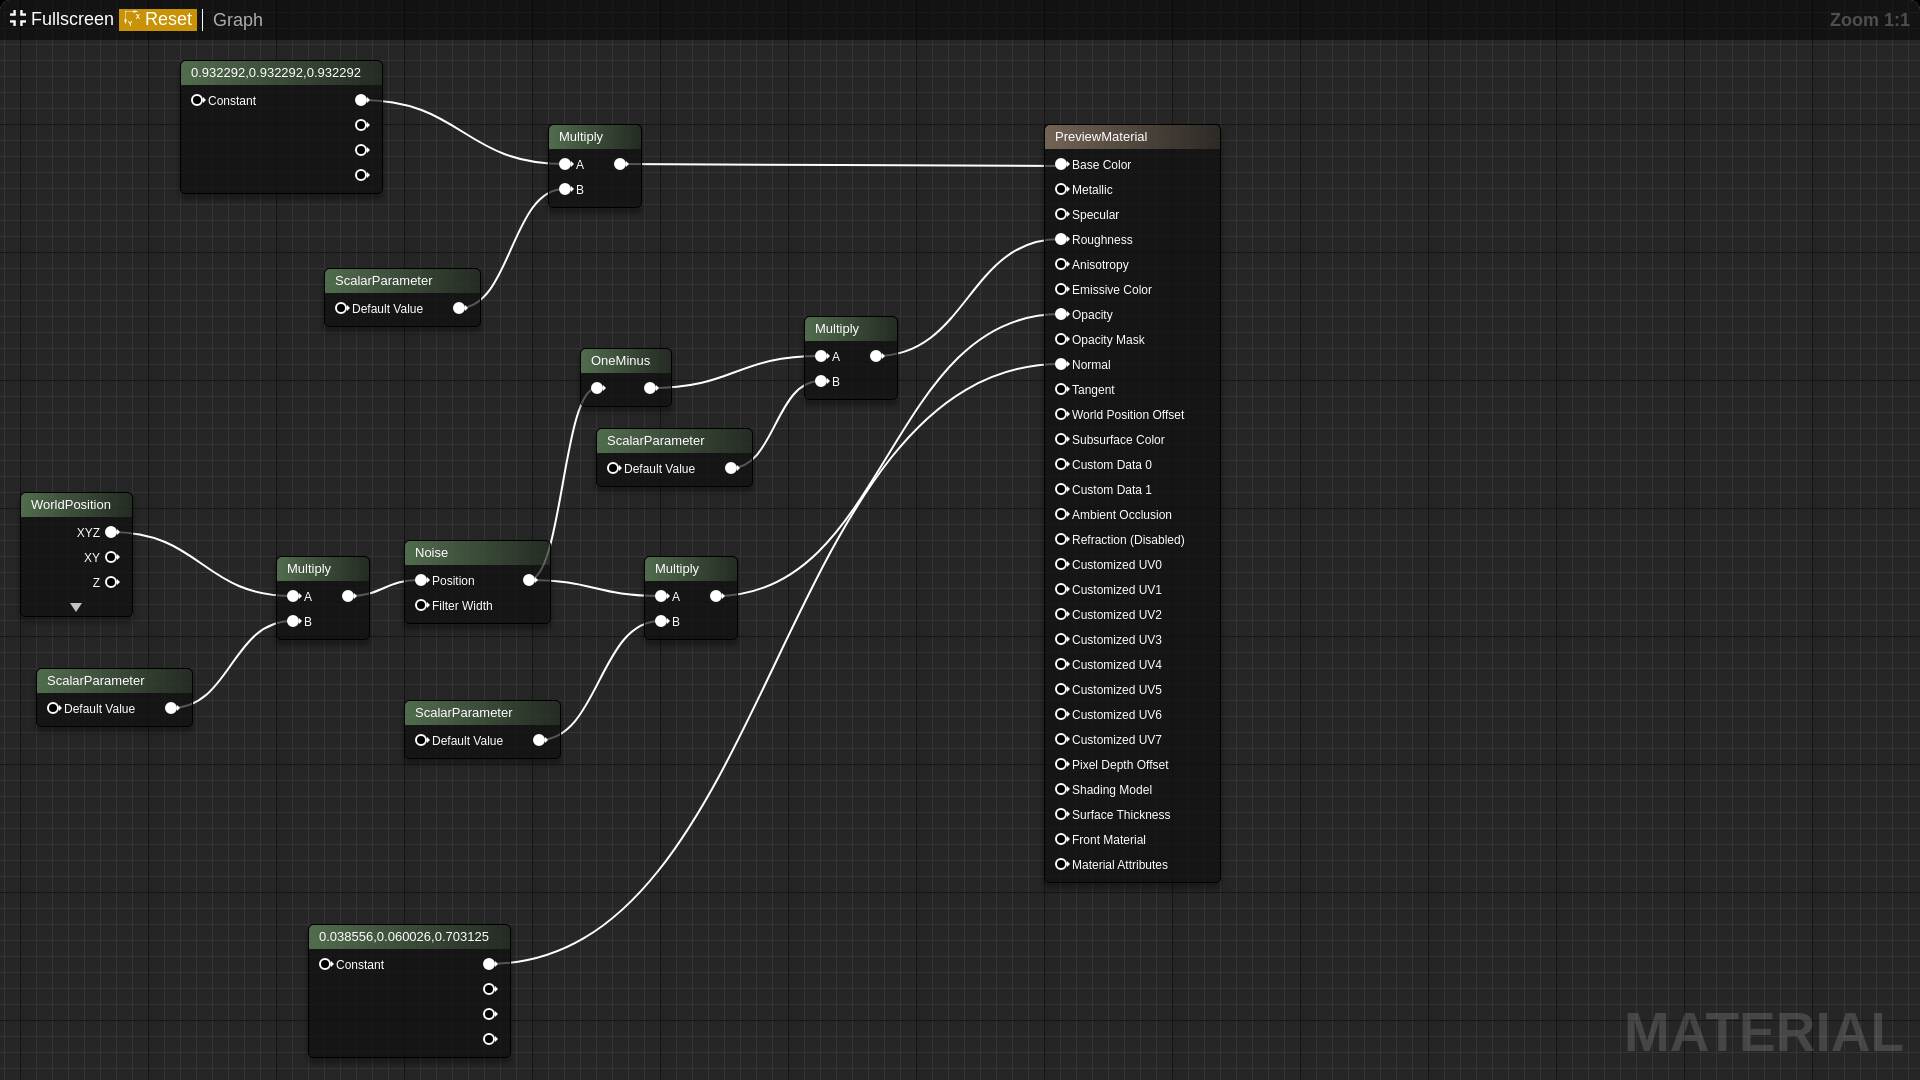 Fullscreen Reset Graph Zoom 1:1
0.932292,0.932292,0.932292
Constant
Multiply
A
B
ScalarParameter
Default Value
OneMinus
Multiply
A
B
ScalarParameter
Default Value
WorldPosition
XYZ
XY
Z
Multiply
A
B
ScalarParameter
Default Value
Noise
Position
Filter Width
Multiply
A
B
ScalarParameter
Default Value
0.038556,0.060026,0.703125
Constant
PreviewMaterial
Base Color
Metallic
Specular
Roughness
Anisotropy
Emissive Color
Opacity
Opacity Mask
Normal
Tangent
World Position Offset
Subsurface Color
Custom Data 0
Custom Data 1
Ambient Occlusion
Refraction (Disabled)
Customized UV0
Customized UV1
Customized UV2
Customized UV3
Customized UV4
Customized UV5
Customized UV6
Customized UV7
Pixel Depth Offset
Shading Model
Surface Thickness
Front Material
Material Attributes
MATERIAL